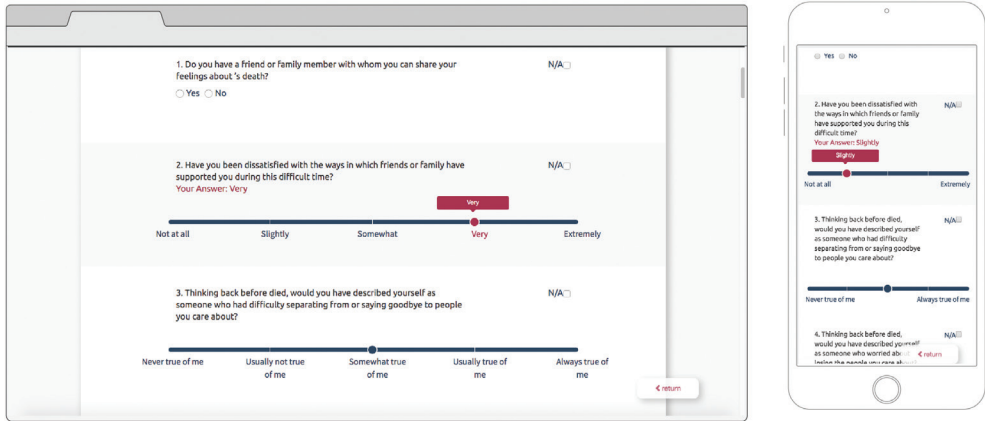 1. Do you have a friend or family member with whom you can share your
feelings about 's death?
N/A
Yes No
2. Have you been dissatisfied with the ways in which friends or family have
supported you during this difficult time?
N/A
Your Answer: Very
Very
Not at all Slightly Somewhat Very Extremely
3. Thinking back before died, would you have described yourself as
someone who had difficulty separating from or saying goodbye to people
you care about?
N/A
Never true of me Usually not true of me Somewhat true of me Usually true of me Always true of me
return
Yes No
2. Have you been dissatisfied with
the ways in which friends or family
have supported you during this
difficult time?
N/A
Your Answer: Slightly
Slightly
Not at all Extremely
3. Thinking back before died,
would you have described yourself
as someone who had difficulty
separating from or saying goodbye
to people you care about?
N/A
Never true of me Always true of me
4. Thinking back before died,
would you have described yourself
as someone who worried
losing the people you care
N/A
return